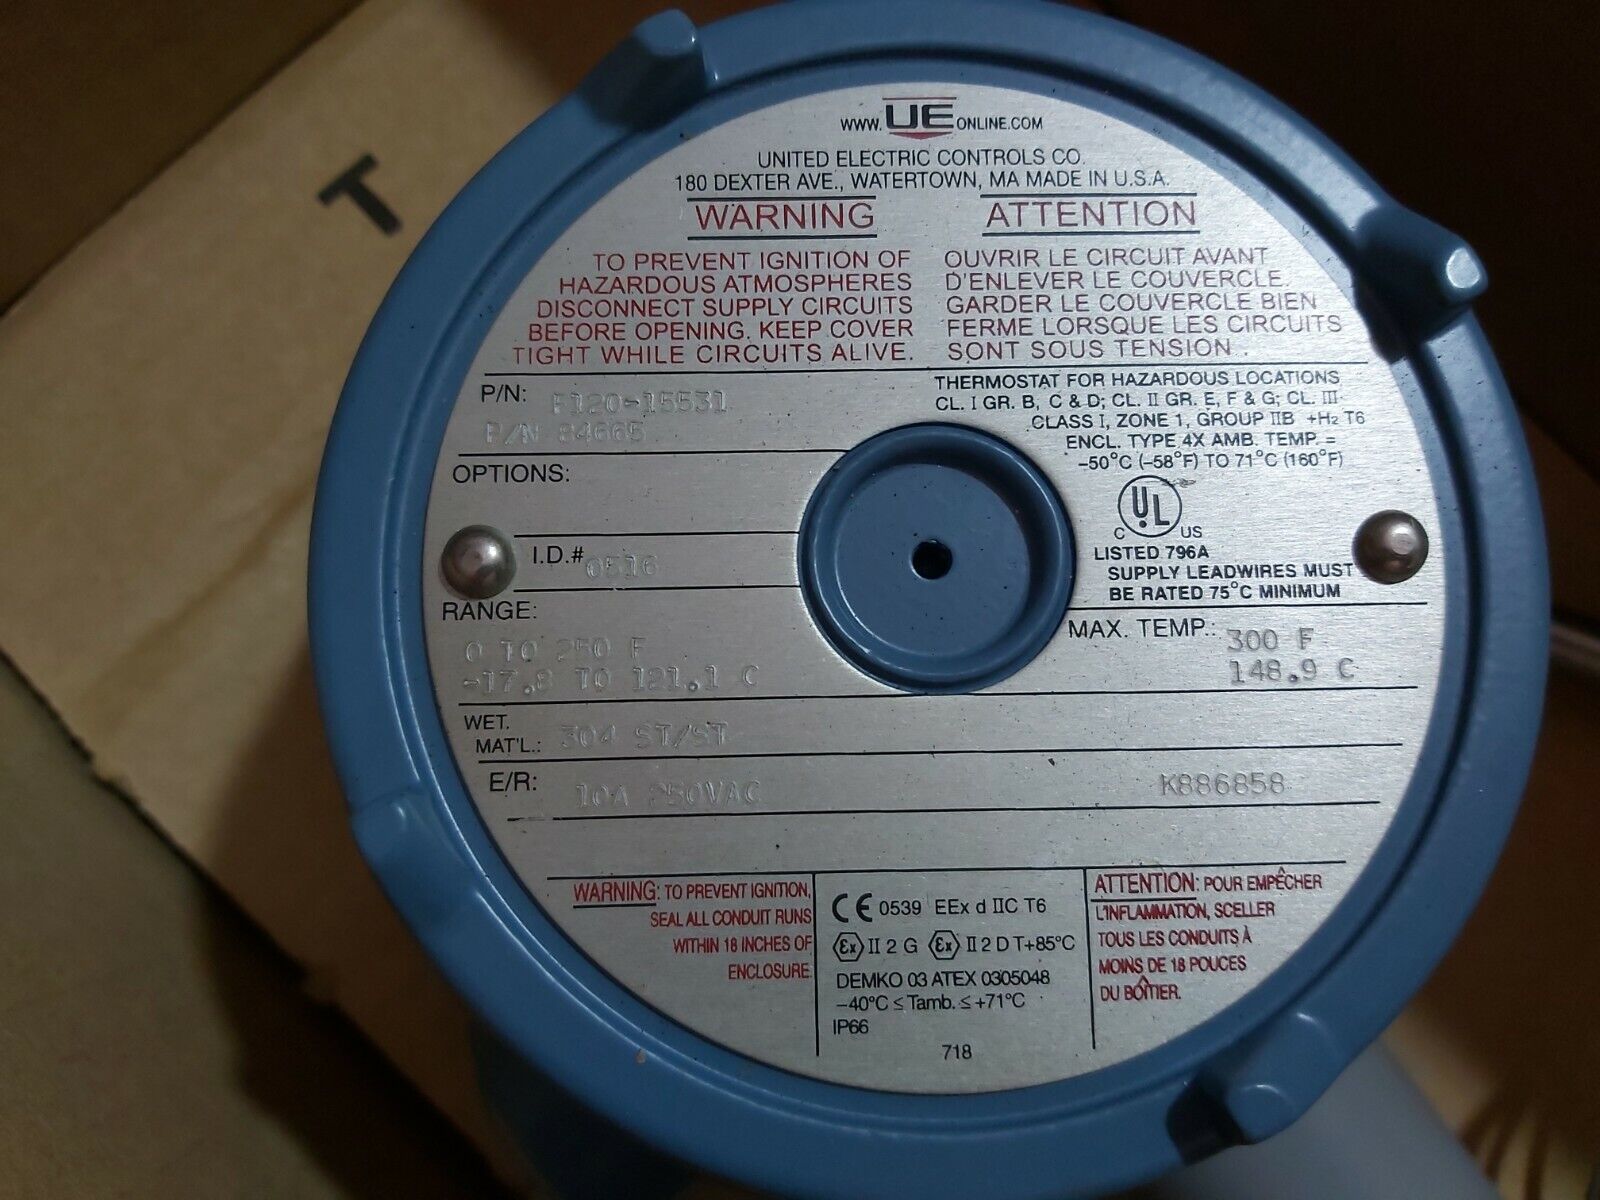 T
WWW. UE ONLINE.COM
UNITED ELECTRIC CONTROLS CO.
180 DEXTER AVE., WATERTOWN, MA MADE IN U.S.A.
WARNING
TO PREVENT IGNITION OF
HAZARDOUS ATMOSPHERES
DISCONNECT SUPPLY CIRCUITS
BEFORE OPENING. KEEP COVER
TIGHT WHILE CIRCUITS ALIVE.
ATTENTION
OUVRIR LE CIRCUIT AVANT
D'ENLEVER LE COUVERCLE.
GARDER LE COUVERCLE BIEN
FERME LORSQUE LES CIRCUITS
SONT SOUS TENSION.
P/N: F120-15531
P/N 84665
OPTIONS:
I.D.# 0516
RANGE:
0 TO 250 F
-17.8 TO 121.1 C
THERMOSTAT FOR HAZARDOUS LOCATIONS
CL. I GR. B, C & D; CL. II GR. E, F & G; CL. III
CLASS I, ZONE 1, GROUP IIB +H2 T6
ENCL. TYPE 4X AMB. TEMP. =
-50°C (-58°F) TO 71°C (160°F)
C UL US
LISTED 796A
SUPPLY LEADWIRES MUST
BE RATED 75°C MINIMUM
MAX. TEMP.: 300 F
148.9 C
WET.
MAT'L.: 304 ST/ST
E/R: 10A 250VAC K886858
WARNING: TO PREVENT IGNITION,
SEAL ALL CONDUIT RUNS
WITHIN 18 INCHES OF
ENCLOSURE.
CE 0539 EEx d IIC T6
Ex II 2 G Ex II 2 D T+85°C
DEMKO 03 ATEX 0305048
-40°C ≤ Tamb. ≤ +71°C
IP66
718
ATTENTION: POUR EMPÊCHER
L'INFLAMMATION, SCELLER
TOUS LES CONDUITS À
MOINS DE 18 POUCES
DU BOÎTIER.